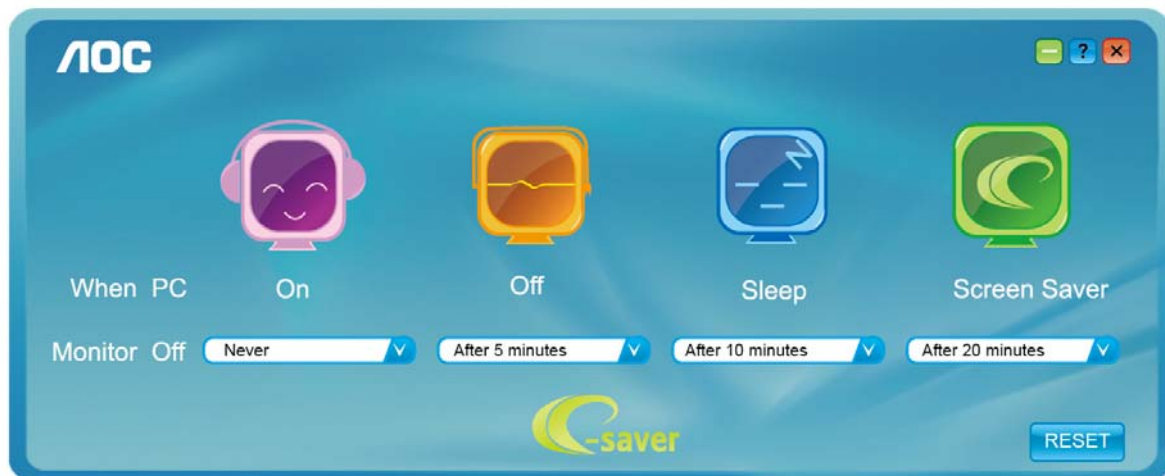 AOC
?
When PC On Off Sleep Screen Saver
Monitor Off Never After 5 minutes After 10 minutes After 20 minutes
e-saver
RESET